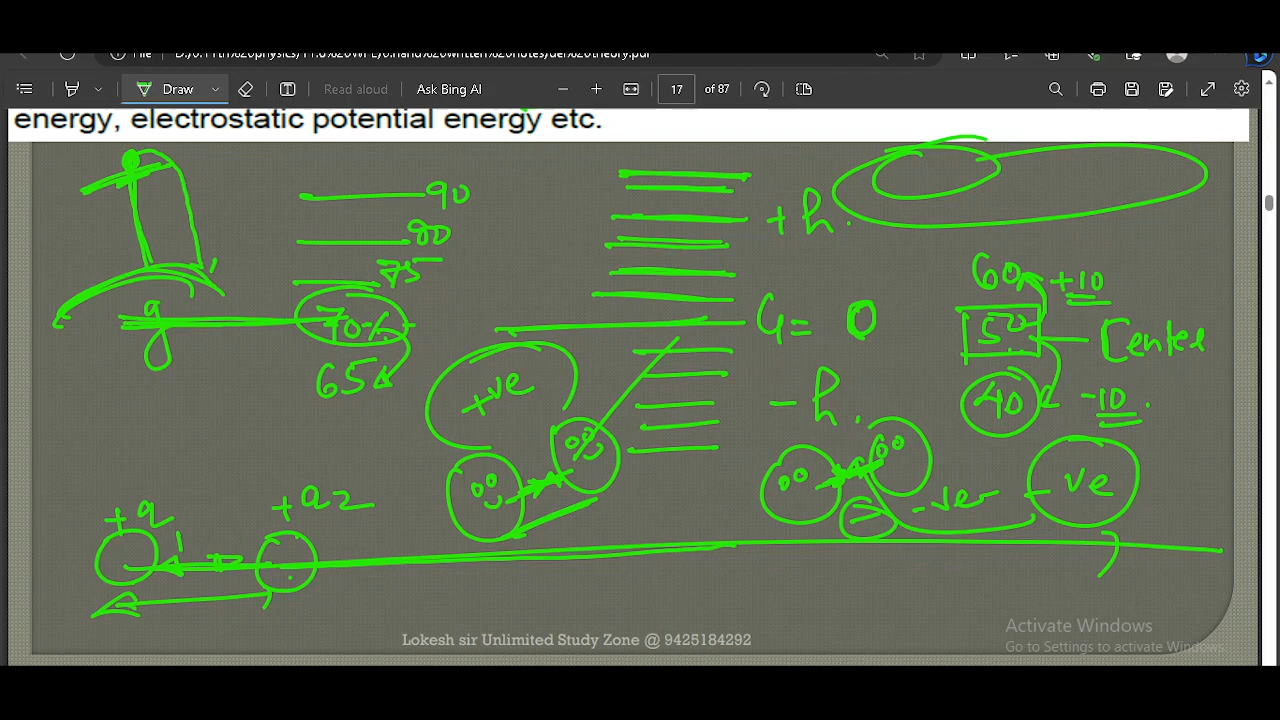 Draw
Read aloud
Ask Bing AI
17 of 87
energy, electrostatic potential energy etc.
90
80
75
g
70%
65
+h.
G = 0
-h.
60 +10
50 Center
40 -10.
+ve
-ve
ve
+q1
+q2
Lokesh sir Unlimited Study Zone @ 9425184292
Activate Windows
Go to Settings to activate Windows.